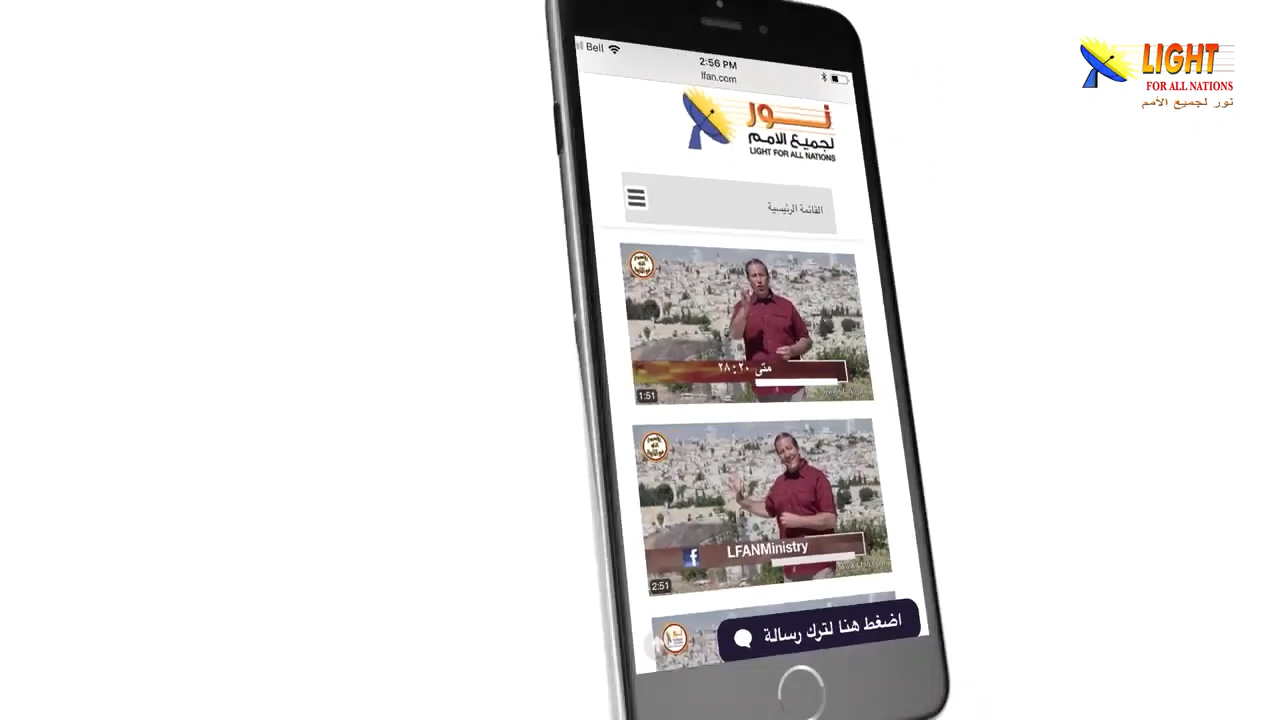 LIGHT
FOR ALL NATIONS
نور لجميع الأمم
Bell
2:56 PM
lfan.com
نور
لجميع الامم
LIGHT FOR ALL NATIONS
القائمة الرئيسية
متى ٢٨:٢٠
1:51
LFANMinistry
2:51
اضغط هنا لترك رسالة